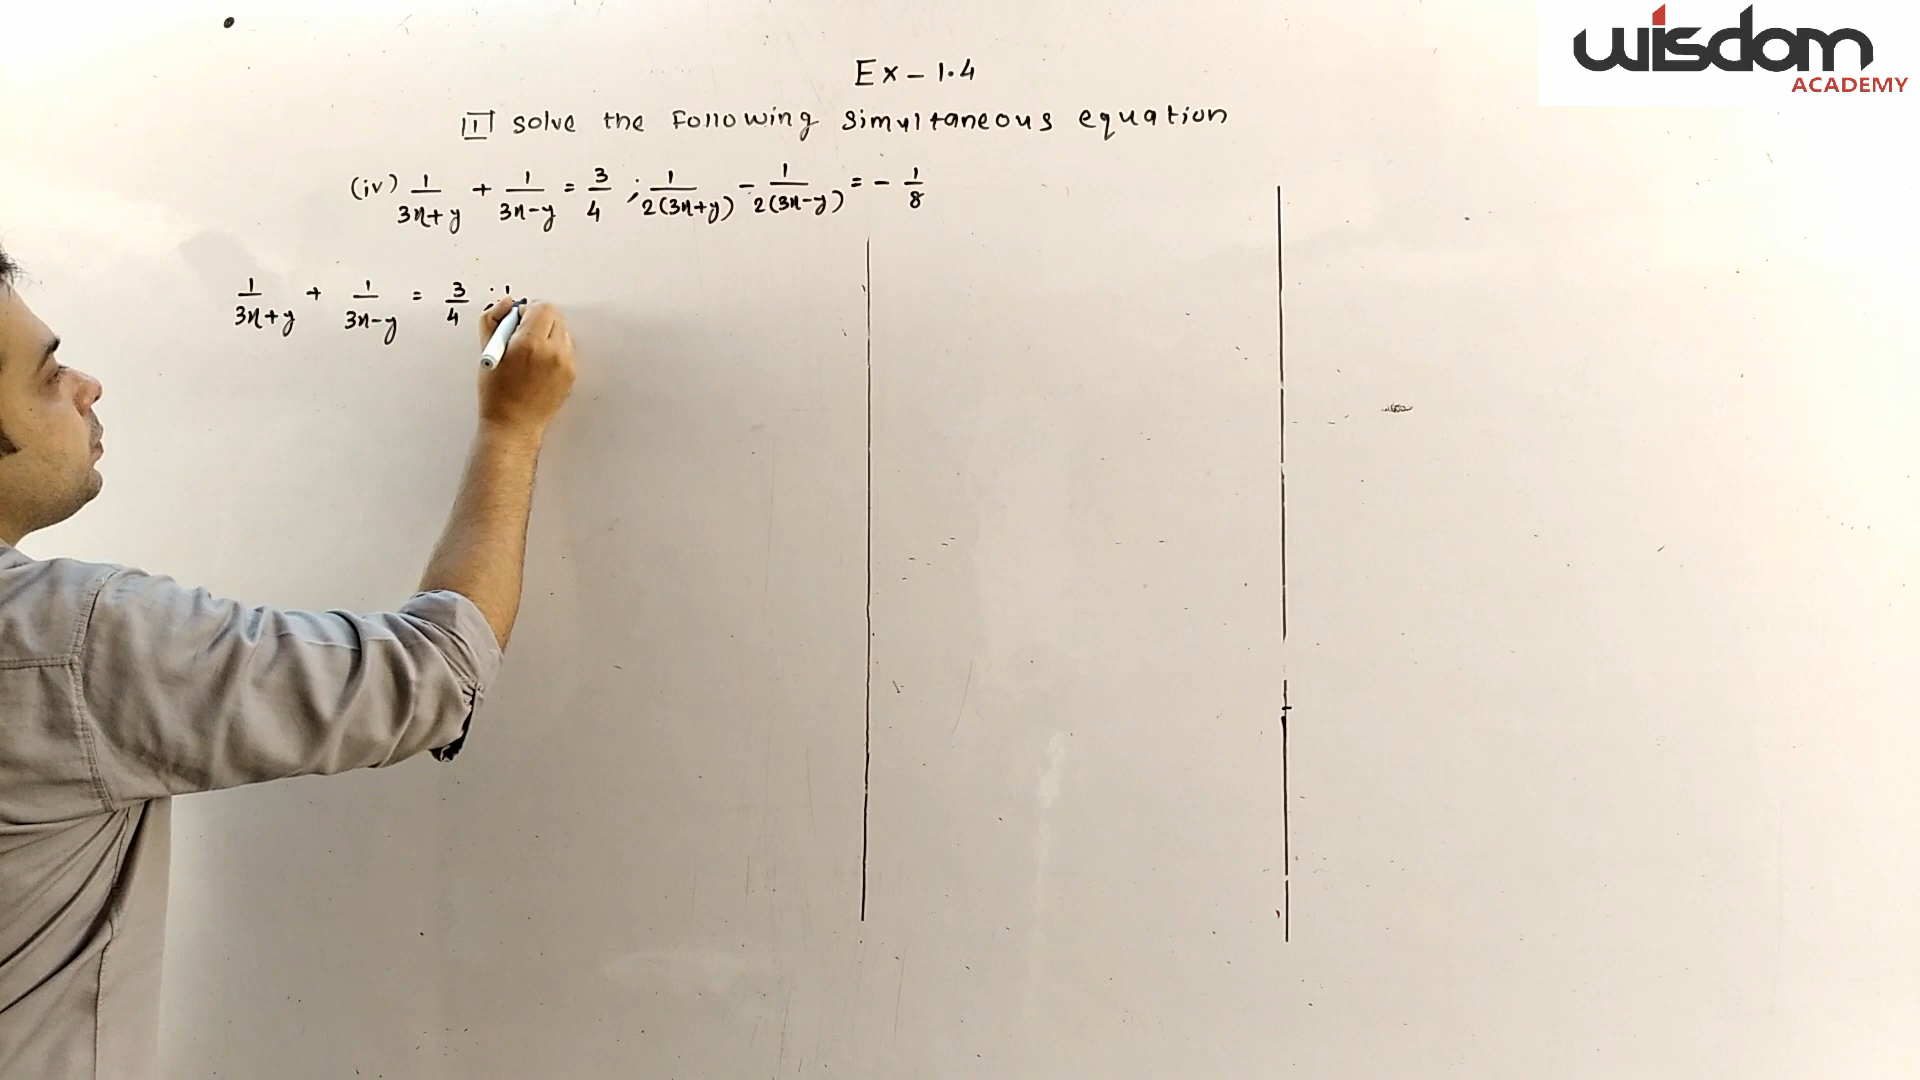 wisdom
ACADEMY
Ex - 1.4
II solve the Following Simultaneous equation
(iv) 1/(3x+y) + 1/(3x-y) = 3/4 ; 1/(2(3x+y)) - 1/(2(3x-y)) = - 1/8
1/(3x+y) + 1/(3x-y) = 3/4 ; 1